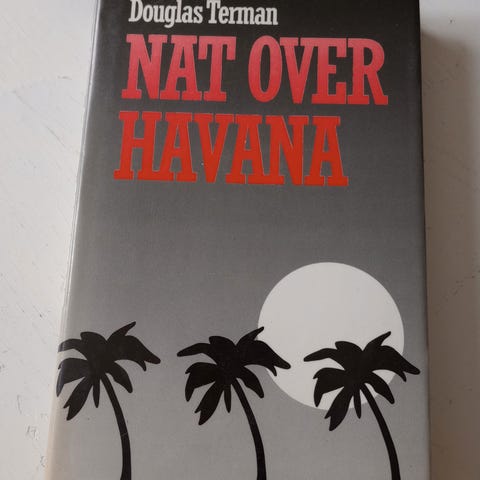 Douglas Terman
NAT OVER
HAVANA